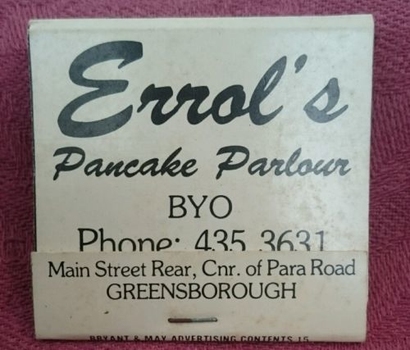 Errol's
Pancake Parlour
BYO
Phone: 435 3631
Main Street Rear, Cnr. of Para Road
GREENSBOROUGH
BRYANT & MAY ADVERTISING CONTENTS 15